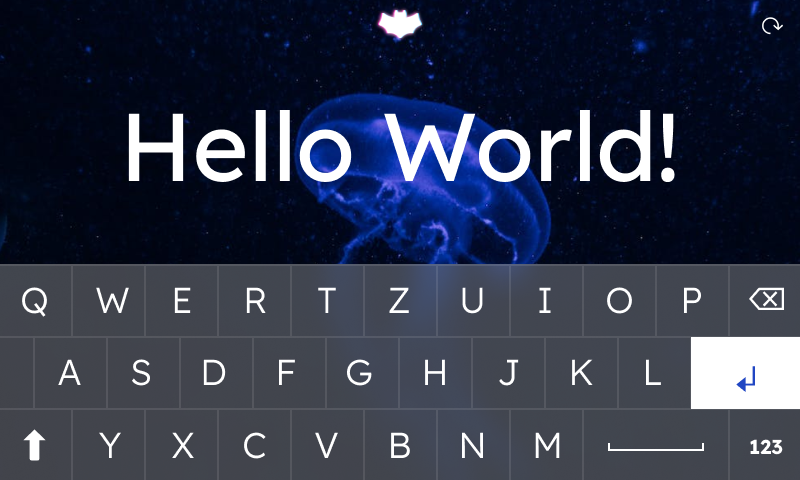 Hello World!
Q W E R T Z U I O P
A S D F G H J K L
Y X C V B N M 123